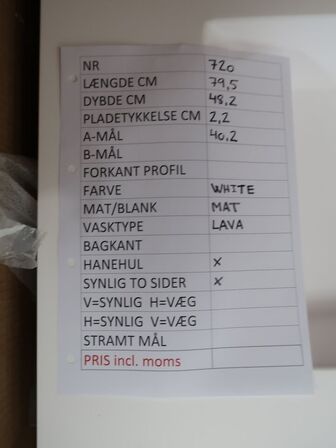 NR 720
LÆNGDE CM 79,5
DYBDE CM 48,2
PLADETYKKELSE CM 2,2
A-MÅL 40,2
B-MÅL
FORKANT PROFIL
FARVE WHITE
MAT/BLANK MAT
VASKTYPE LAVA
BAGKANT
HANEHUL X
SYNLIG TO SIDER X
V=SYNLIG H=VÆG
H=SYNLIG V=VÆG
STRAMT MÅL
PRIS incl. moms